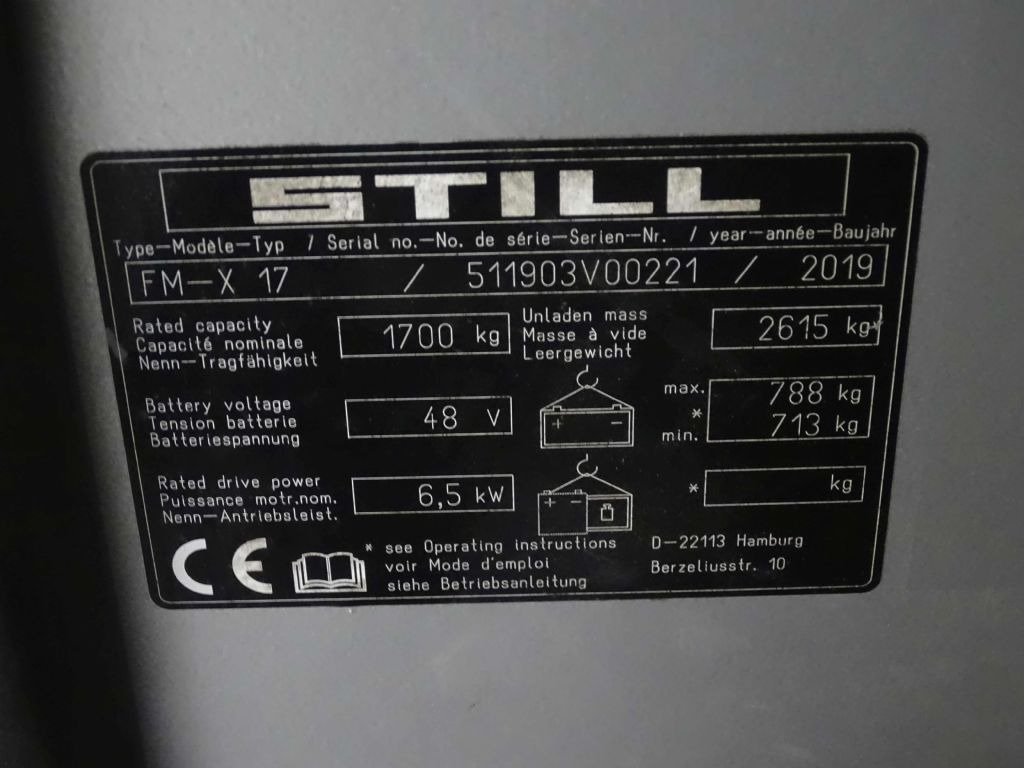 STILL
Type-Modèle-Typ / Serial no.-No. de série-Serien-Nr. / year-année-Baujahr
FM-X 17 / 511903V00221 / 2019
Rated capacity
Capacité nominale
Nenn-Tragfähigkeit
1700 kg
Unladen mass
Masse à vide
Leergewicht
2615 kg*
Battery voltage
Tension batterie
Batteriespannung
48 V
+ -
max. 788 kg
*
min. 713 kg
Rated drive power
Puissance motr.nom.
Nenn-Antriebsleist.
6,5 kW
+ -
* kg
CE
* see Operating instructions
voir Mode d'emploi
siehe Betriebsanleitung
D-22113 Hamburg
Berzeliusstr. 10